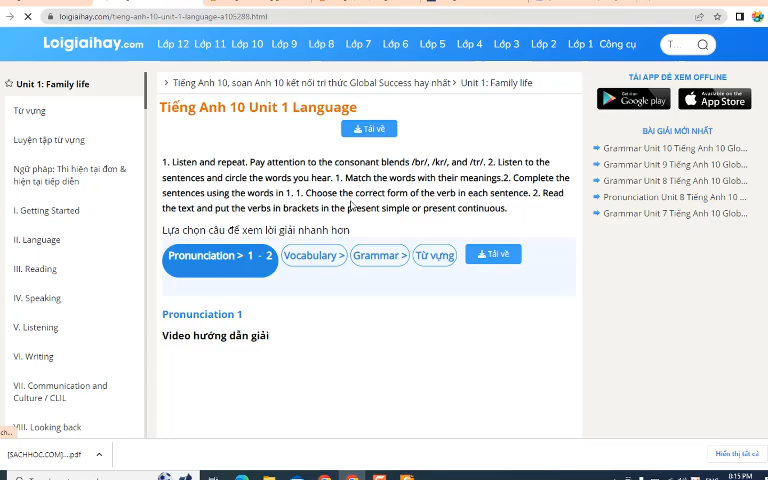 loigiaihay.com/tieng-anh-10-unit-1-language-a105288.html
Loigiaihay.com
Lớp 12 Lớp 11 Lớp 10 Lớp 9 Lớp 8 Lớp 7 Lớp 6 Lớp 5 Lớp 4 Lớp 3 Lớp 2 Lớp 1 Công cụ
T...
Unit 1: Family life
Từ vựng
Luyện tập từ vựng
Ngữ pháp: Thì hiện tại đơn &
hiện tại tiếp diễn
I. Getting Started
II. Language
III. Reading
IV. Speaking
V. Listening
VI. Writing
VII. Communication and
Culture / CLIL
VIII. Looking back
Tiếng Anh 10, soạn Anh 10 kết nối tri thức Global Success hay nhất Unit 1: Family life
Tiếng Anh 10 Unit 1 Language
Tải về
1. Listen and repeat. Pay attention to the consonant blends /br/, /kr/, and /tr/. 2. Listen to the
sentences and circle the words you hear. 1. Match the words with their meanings.2. Complete the
sentences using the words in 1. 1. Choose the correct form of the verb in each sentence. 2. Read
the text and put the verbs in brackets in the present simple or present continuous.
Lựa chọn câu để xem lời giải nhanh hơn
Pronunciation > 1 - 2
Vocabulary >
Grammar >
Từ vựng
Tải về
Pronunciation 1
Video hướng dẫn giải
TẢI APP ĐỂ XEM OFFLINE
Google play
App Store
BÀI GIẢI MỚI NHẤT
Grammar Unit 10 Tiếng Anh 10 Glo...
Grammar Unit 9 Tiếng Anh 10 Glob...
Grammar Unit 8 Tiếng Anh 10 Glob...
Pronunciation Unit 8 Tiếng Anh 10 ...
Grammar Unit 7 Tiếng Anh 10 Glob...
ch...
[SACHHOC.COM]....pdf
Hiển thị tất cả
8:15 PM